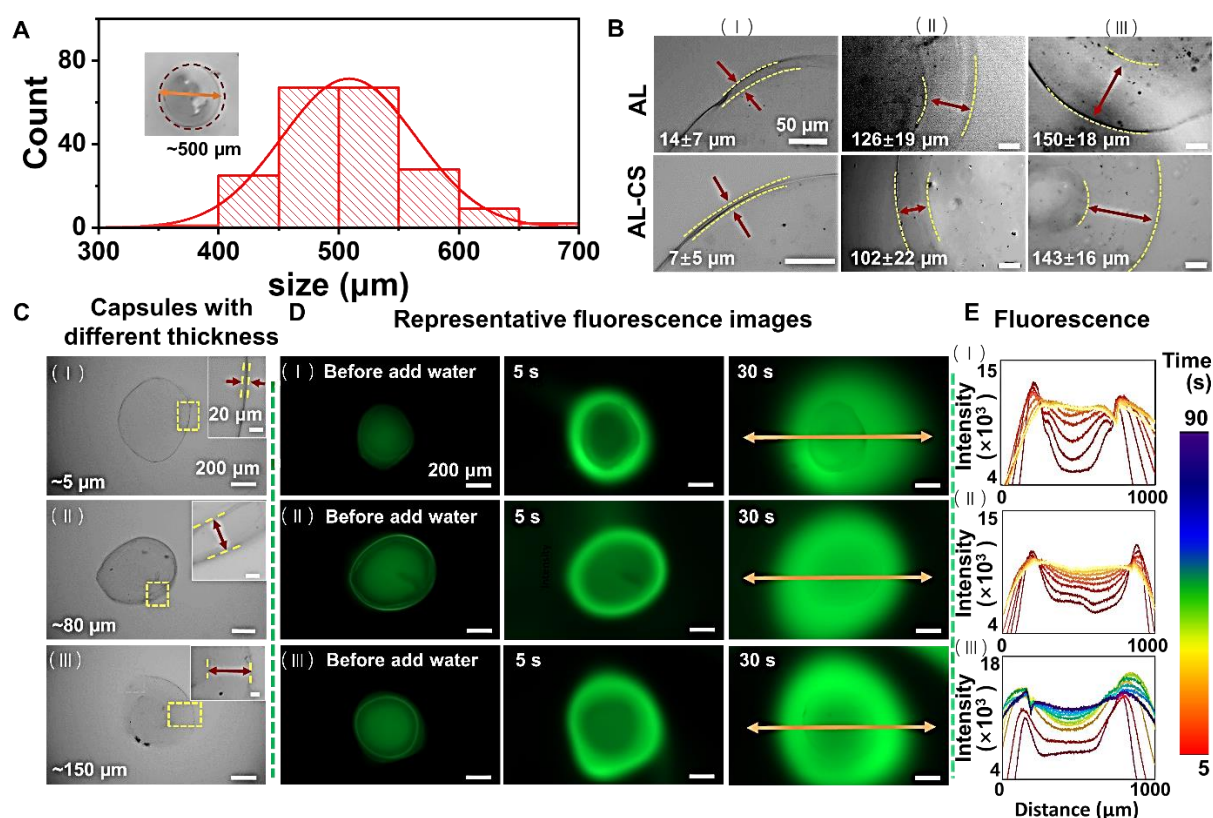 A
Count
80
40
0
~500 µm
300
400
500
600
700
size (µm)
B
(Ⅰ)
(Ⅱ)
(Ⅲ)
AL
14±7 µm
50 µm
126±19 µm
150±18 µm
AL-CS
7±5 µm
102±22 µm
143±16 µm
C
Capsules with
different thickness
(Ⅰ)
20 µm
200 µm
~5 µm
(Ⅱ)
~80 µm
(Ⅲ)
~150 µm
D
Representative fluorescence images
(Ⅰ) Before add water
200 µm
5 s
30 s
(Ⅱ) Before add water
5 s
30 s
(Ⅲ) Before add water
5 s
30 s
E
Fluorescence
(Ⅰ)
15
Intensity
(×10³)
4
0
1000
(Ⅱ)
15
Intensity
(×10³)
4
0
1000
(Ⅲ)
18
Intensity
(×10³)
4
0
1000
Distance (µm)
Time
(s)
90
5